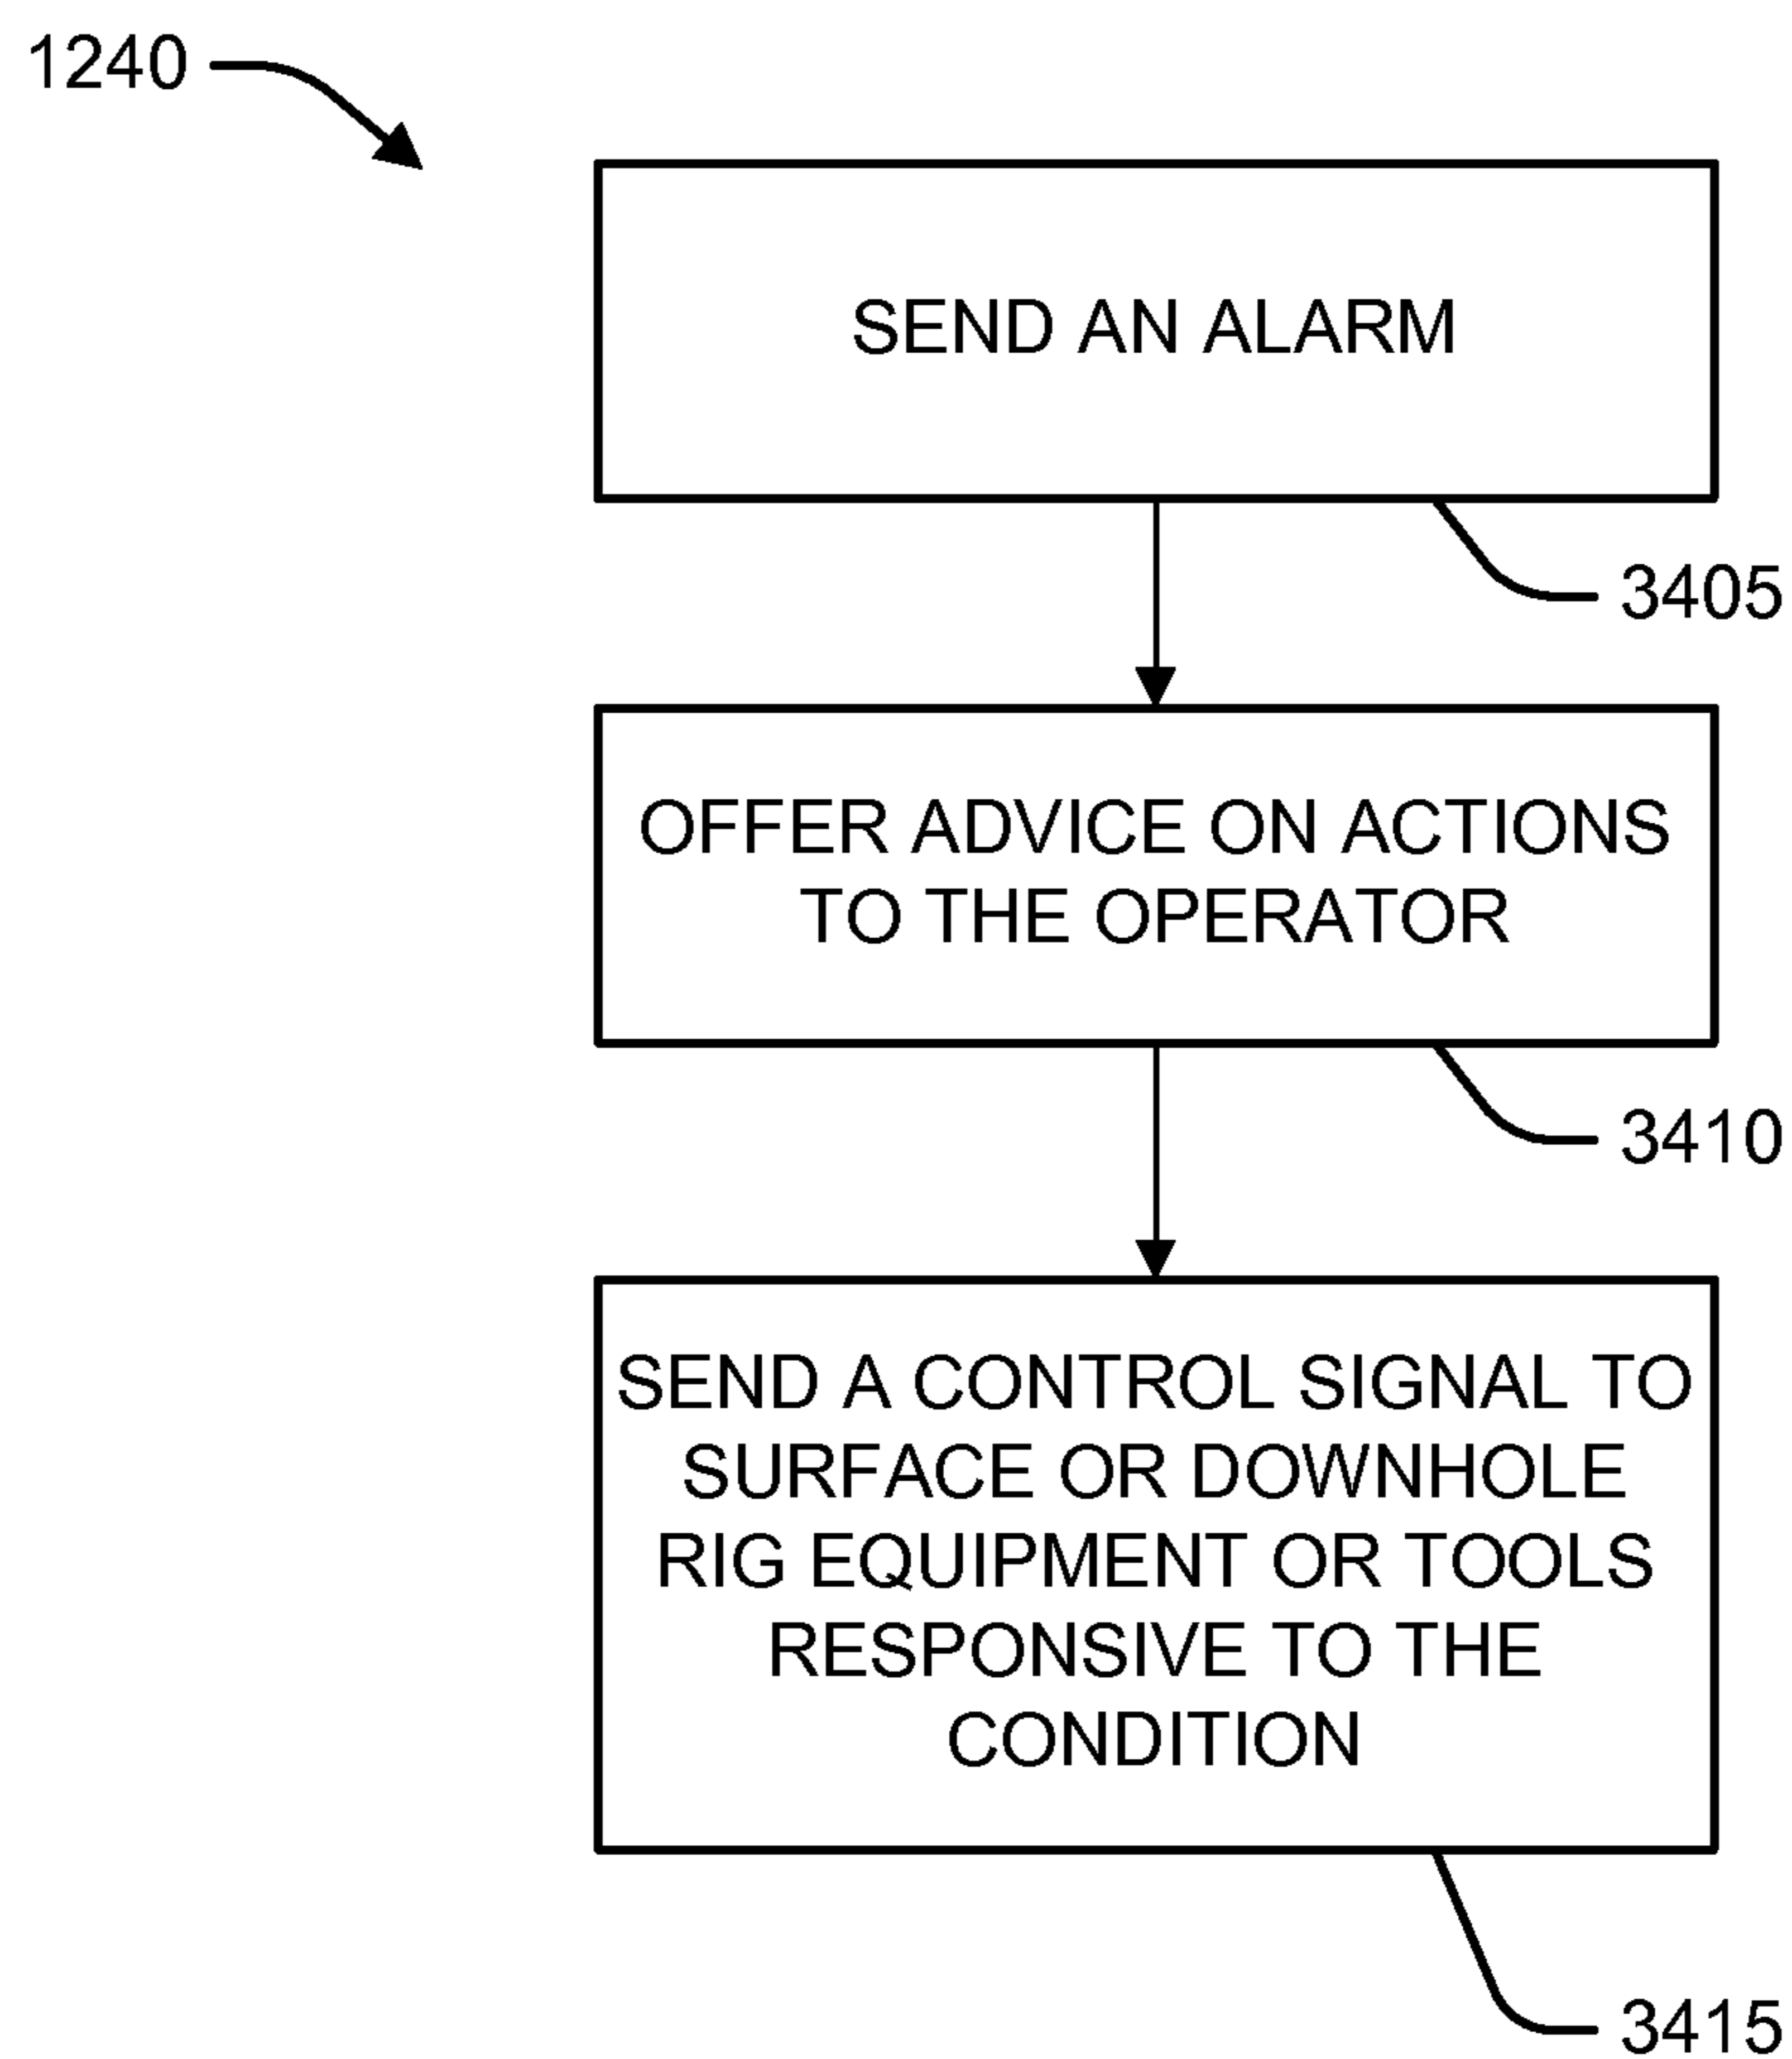 1240
SEND AN ALARM
3405
OFFER ADVICE ON ACTIONS
TO THE OPERATOR
3410
SEND A CONTROL SIGNAL TO
SURFACE OR DOWNHOLE
RIG EQUIPMENT OR TOOLS
RESPONSIVE TO THE
CONDITION
3415